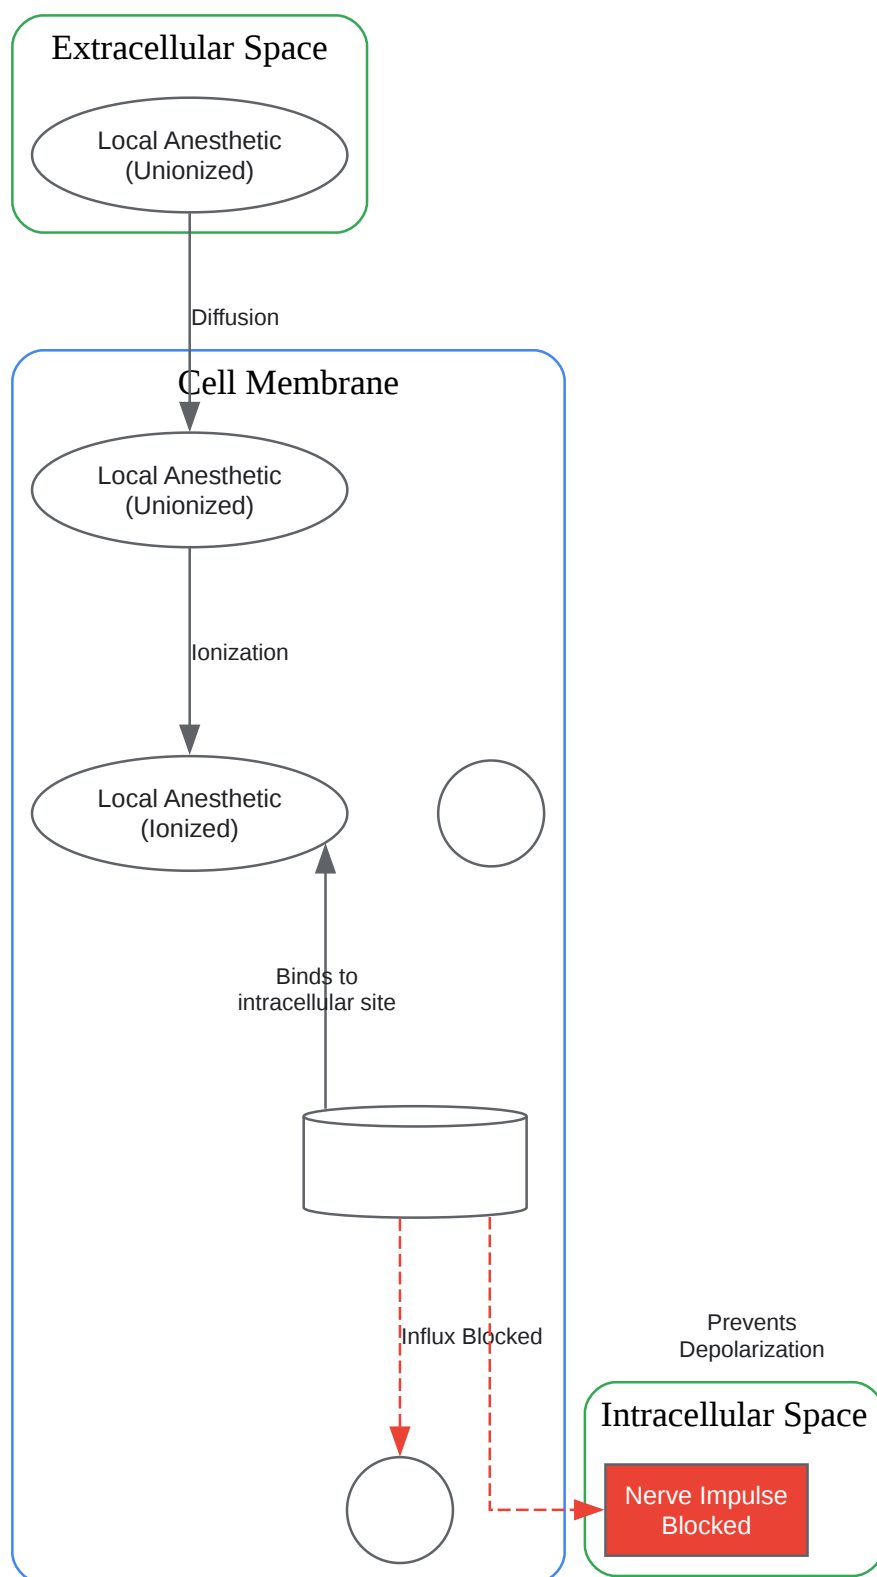 Extracellular Space
Local Anesthetic
(Unionized)
Diffusion
Cell Membrane
Local Anesthetic
(Unionized)
Ionization
Local Anesthetic
(Ionized)
Binds to
intracellular site
Influx Blocked
Prevents
Depolarization
Intracellular Space
Nerve Impulse
Blocked